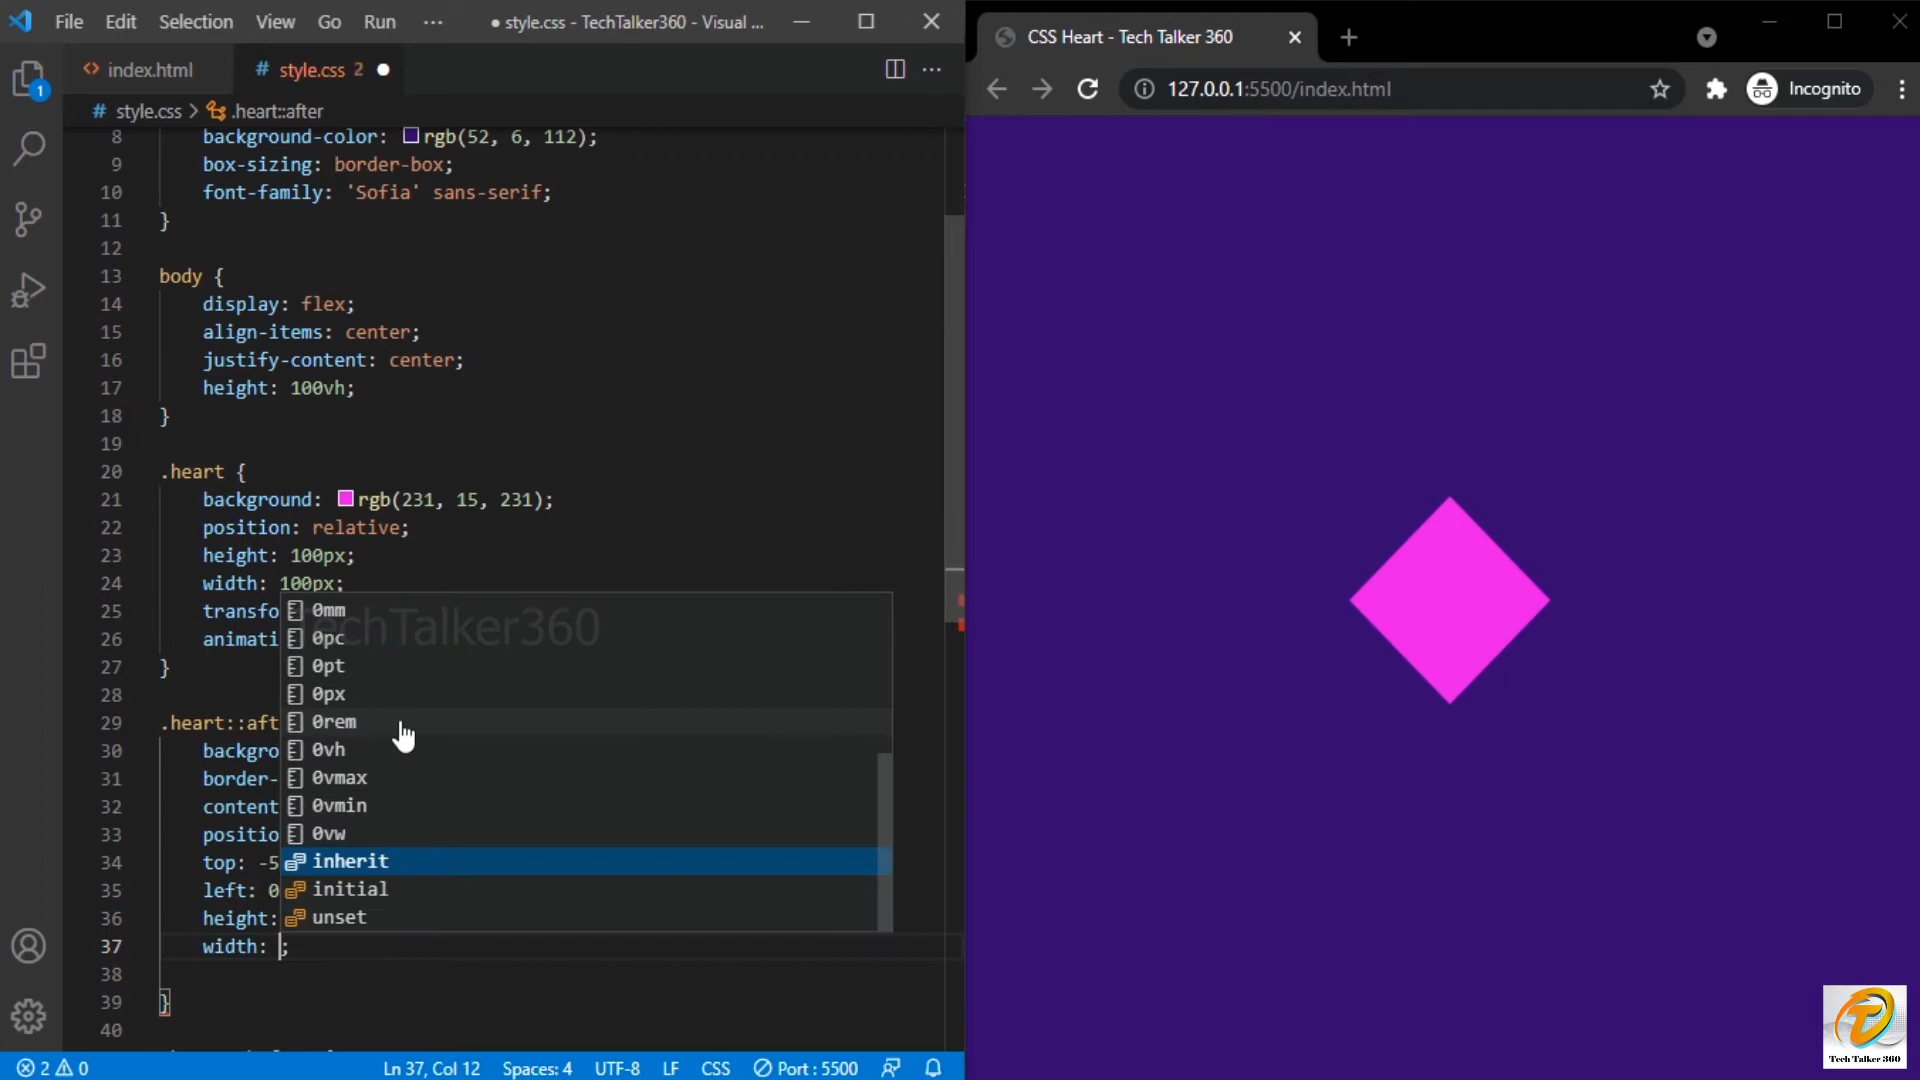 File Edit Selection View Go Run ··· ● style.css - TechTalker360 - Visual ...
index.html # style.css 2
# style.css > .heart::after
8 background-color: rgb(52, 6, 112);
9 box-sizing: border-box;
10 font-family: 'Sofia' sans-serif;
11 }
12
13 body {
14 display: flex;
15 align-items: center;
16 justify-content: center;
17 height: 100vh;
18 }
19
20 .heart {
21 background: rgb(231, 15, 231);
22 position: relative;
23 height: 100px;
24 width: 100px;
25 transfo
26 animati
27 }
28
29 .heart::aft
30 backgro
31 border-
32 content
33 positio
34 top: -5
35 left: 0
36 height:
37 width: ;
38
39 }
40
0mm
0pc
0pt
0px
0rem
0vh
0vmax
0vmin
0vw
inherit
initial
unset
TechTalker360
1
2 0 Ln 37, Col 12 Spaces: 4 UTF-8 LF CSS Port : 5500
CSS Heart - Tech Talker 360
127.0.0.1:5500/index.html Incognito
Tech Talker 360